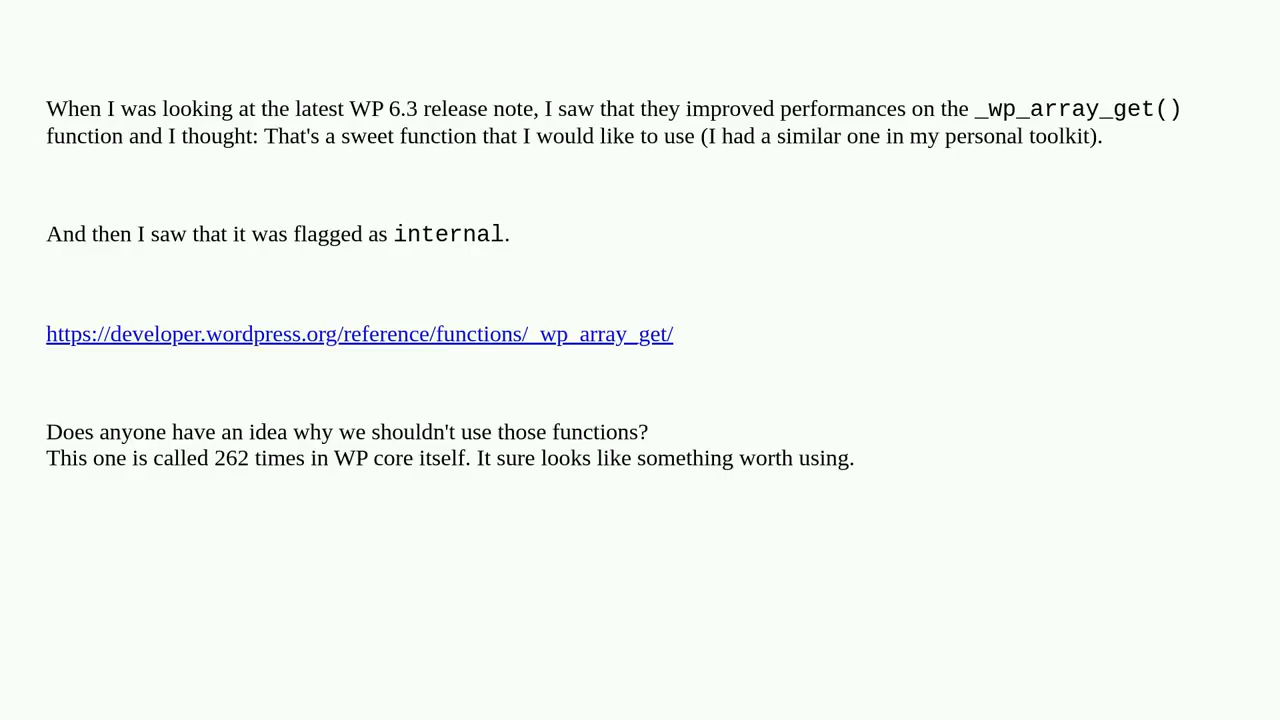 When I was looking at the latest WP 6.3 release note, I saw that they improved performances on the _wp_array_get()
function and I thought: That's a sweet function that I would like to use (I had a similar one in my personal toolkit).
And then I saw that it was flagged as internal.
https://developer.wordpress.org/reference/functions/_wp_array_get/
Does anyone have an idea why we shouldn't use those functions?
This one is called 262 times in WP core itself. It sure looks like something worth using.